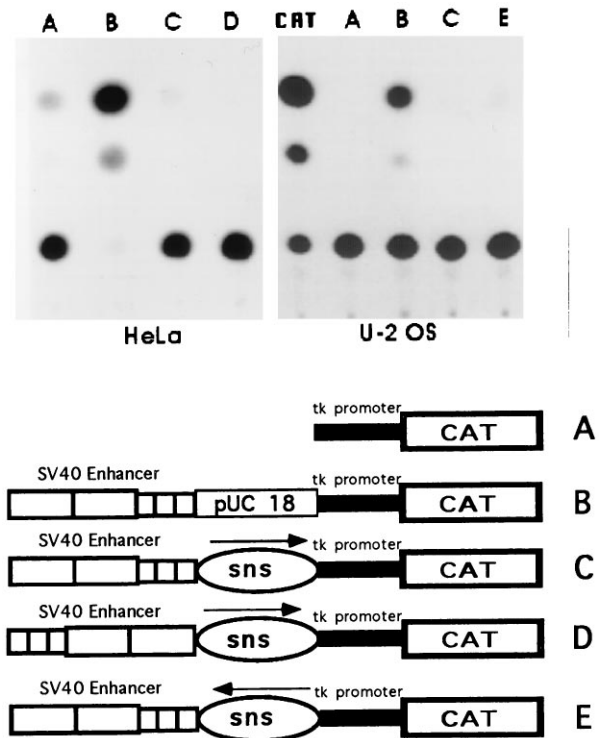 A B C D CAT A B C E
HeLa U-2 OS
tk promoter
CAT A
SV40 Enhancer tk promoter
pUC 18 CAT B
SV40 Enhancer tk promoter
sns CAT C
SV40 Enhancer tk promoter
sns CAT D
SV40 Enhancer tk promoter
sns CAT E